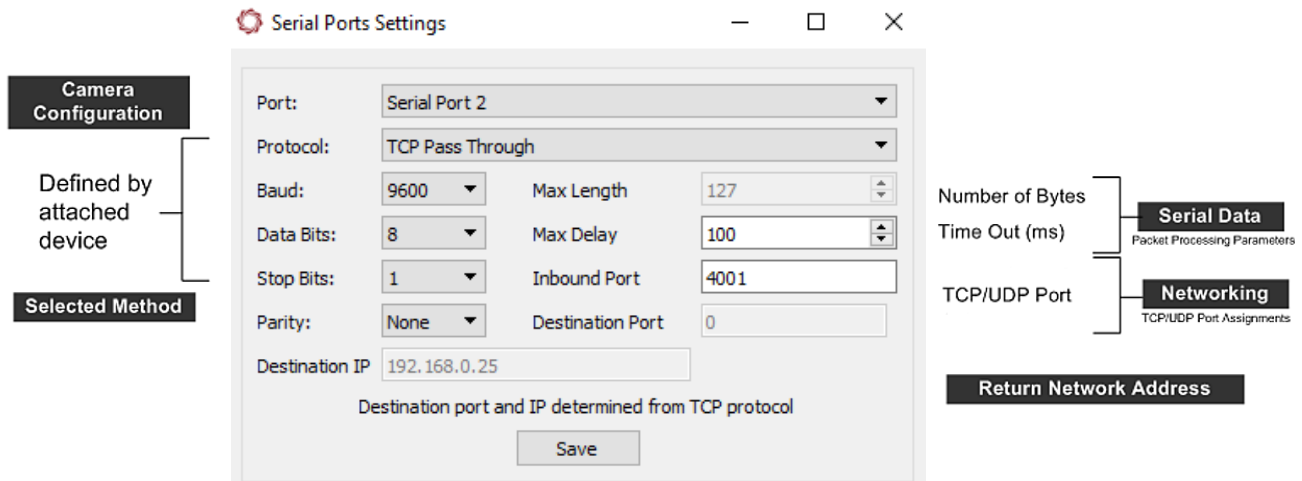 Serial Ports Settings
Camera
Configuration
Defined by
attached
device
Selected Method
Port: Serial Port 2
Protocol: TCP Pass Through
Baud: 9600 Max Length 127
Data Bits: 8 Max Delay 100
Stop Bits: 1 Inbound Port 4001
Parity: None Destination Port 0
Destination IP 192.168.0.25
Destination port and IP determined from TCP protocol
Save
Number of Bytes
Time Out (ms)
Serial Data
Packet Processing Parameters
TCP/UDP Port
Networking
TCP/UDP Port Assignments
Return Network Address